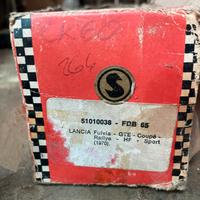 264
51010038 - FDB 65
LANCIA Fulvia - GTE - Coupé -
Rallye - HF - Sport
(1970)